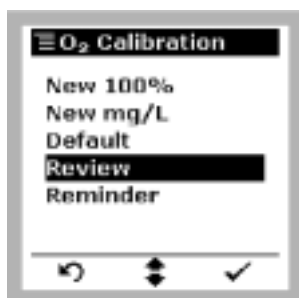 O₂ Calibration
New 100%
New mg/L
Default
Review
Reminder